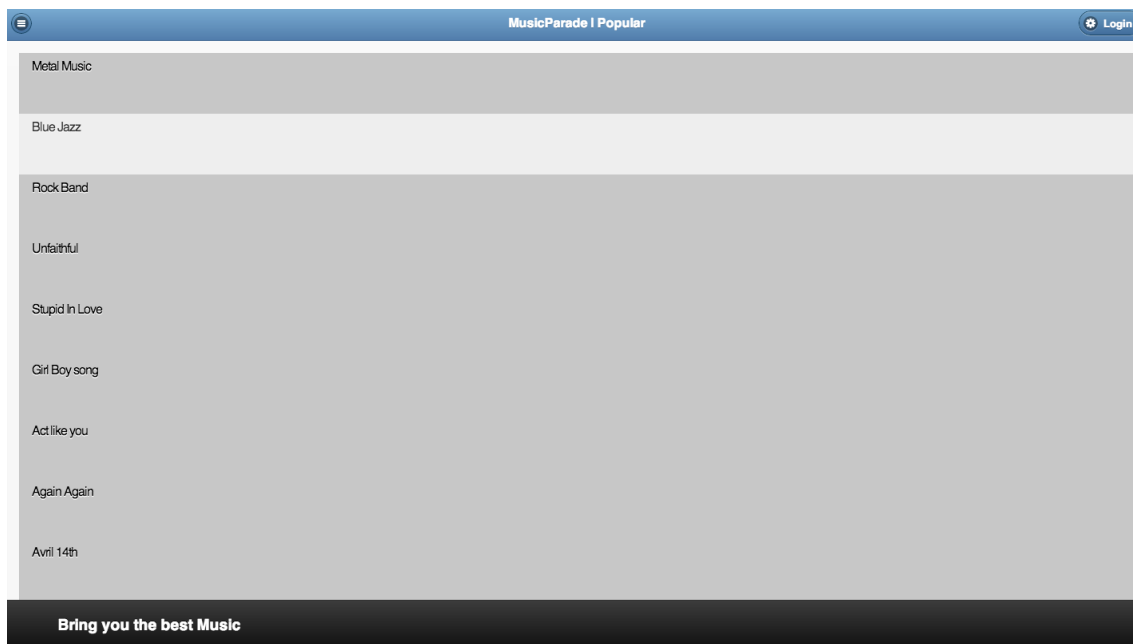 MusicParade | Popular
Login
Metal Music
Blue Jazz
Rock Band
Unfaithful
Stupid In Love
Girl Boy song
Act like you
Again Again
Avril 14th
Bring you the best Music